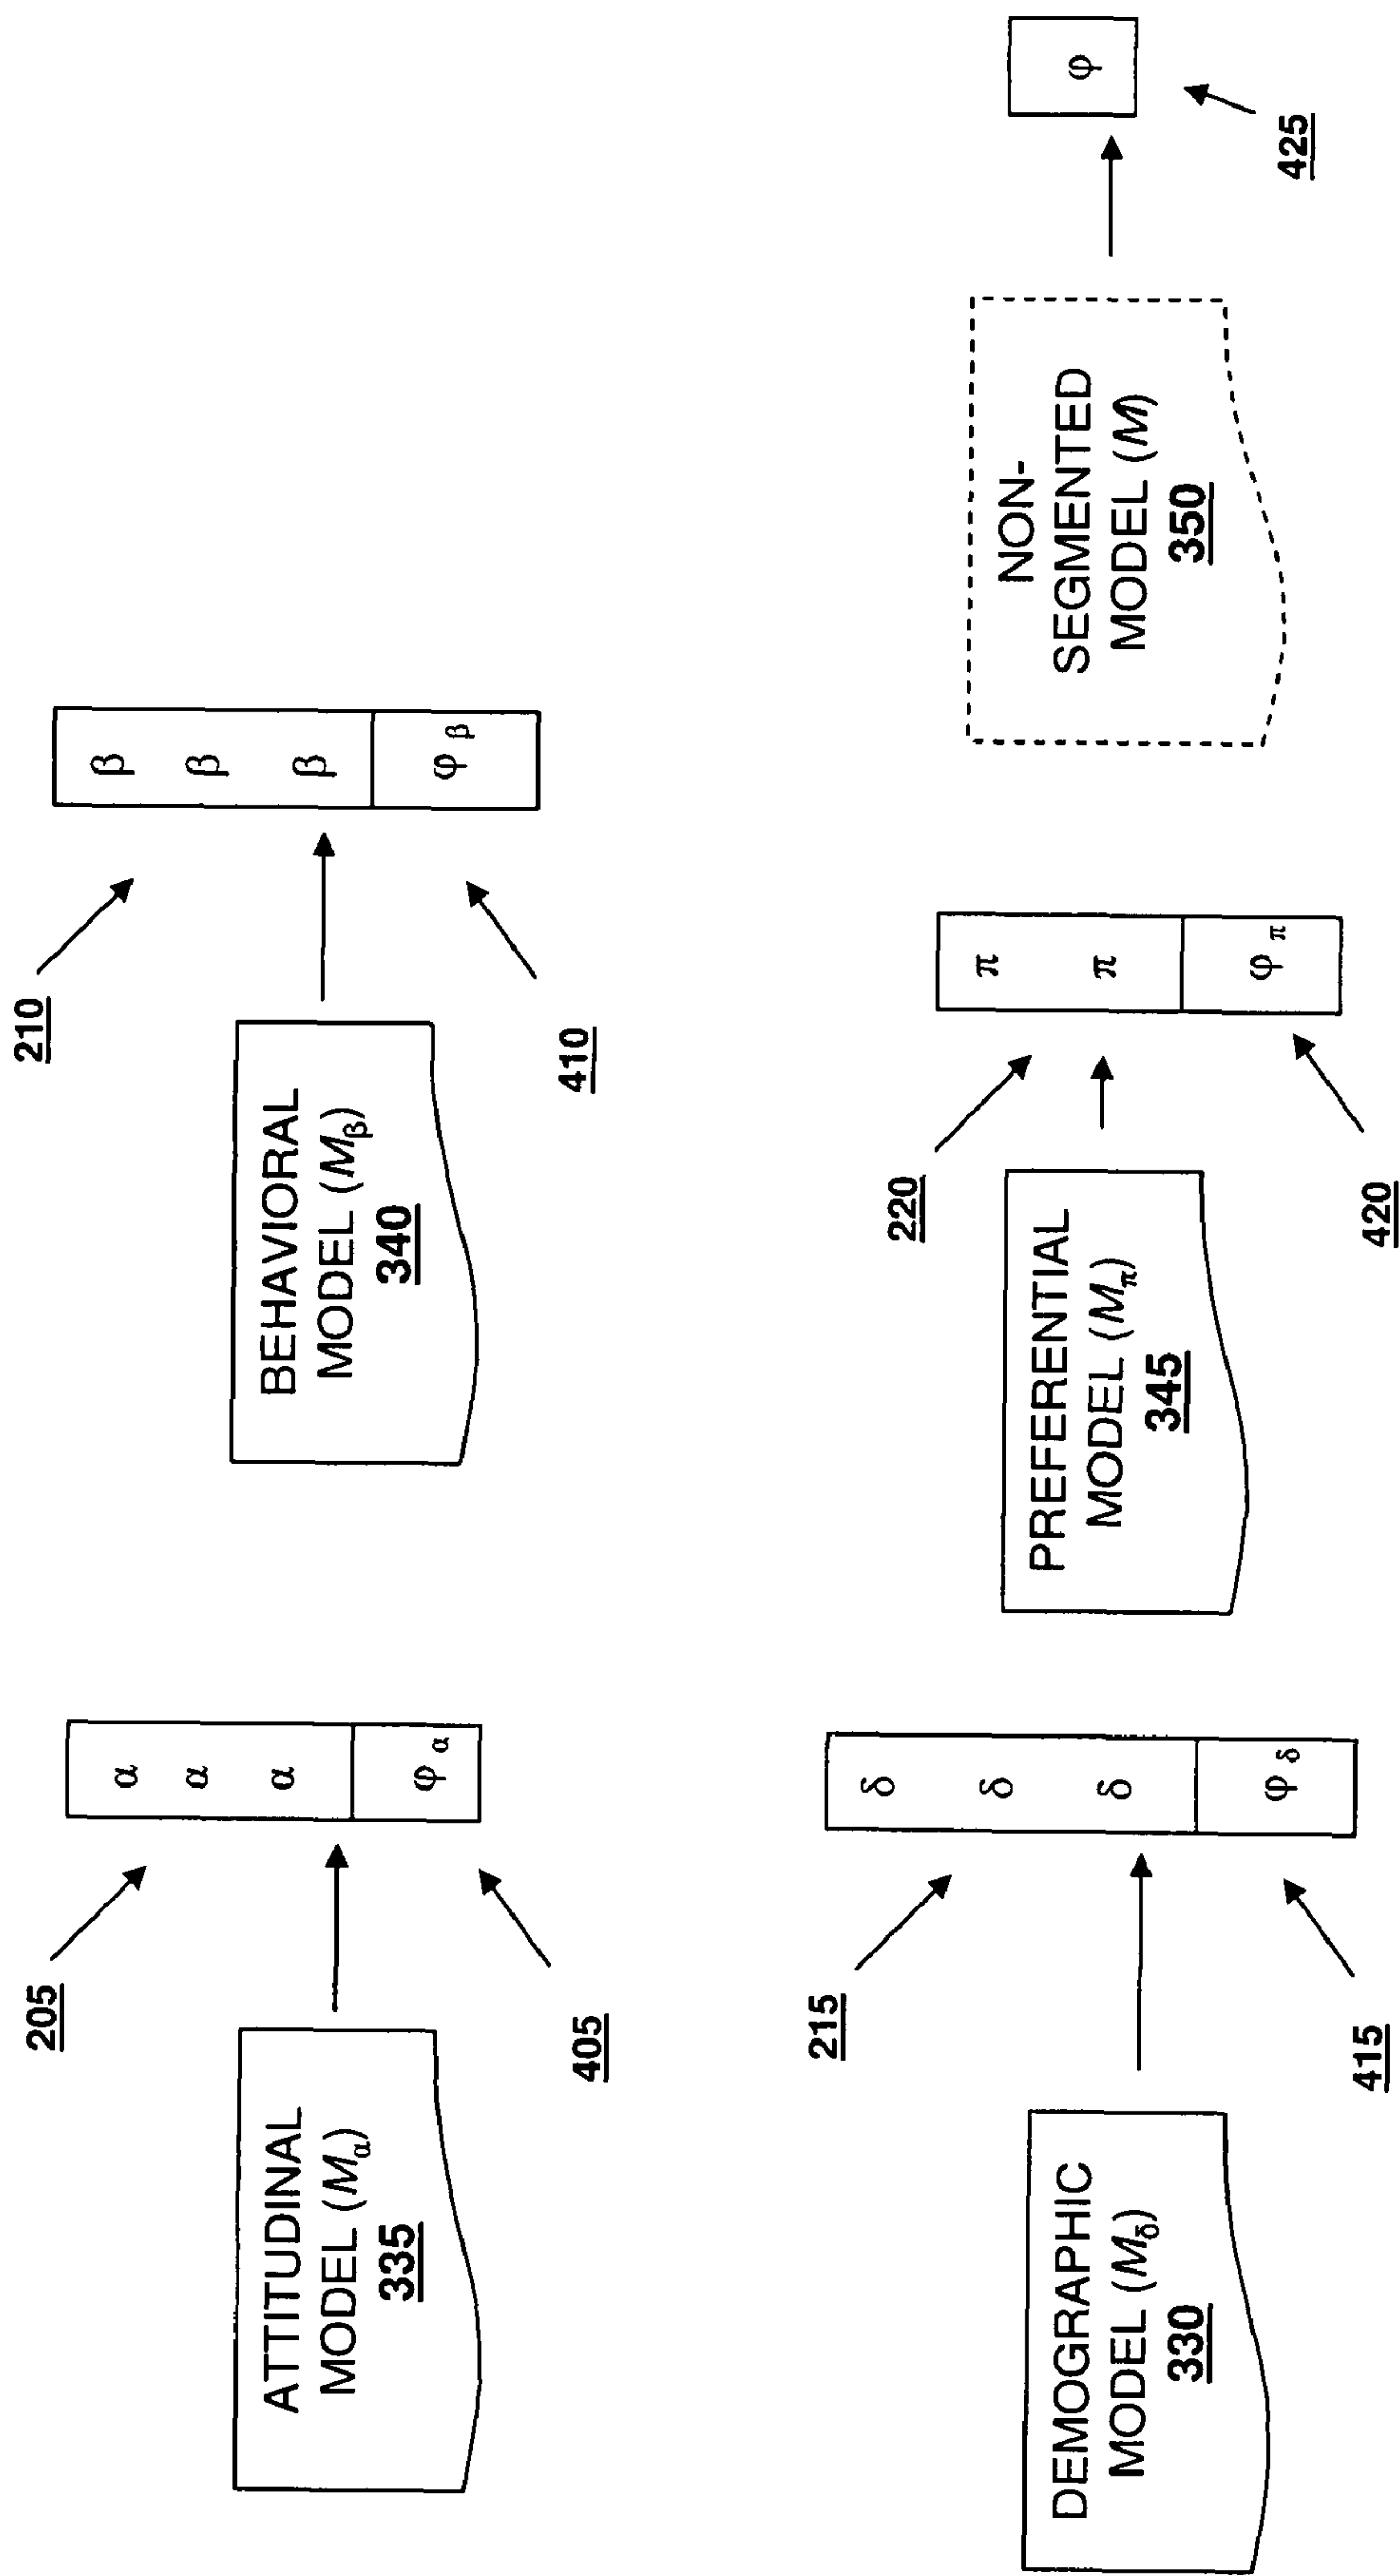 205
ATTITUDINAL
MODEL (Mα)
335
α
α
α
φα
405
210
BEHAVIORAL
MODEL (Mβ)
340
β
β
β
φβ
410
215
DEMOGRAPHIC
MODEL (Mδ)
330
δ
δ
δ
φδ
415
220
PREFERENTIAL
MODEL (Mπ)
345
π
π
φπ
420
NON-
SEGMENTED
MODEL (M)
350
φ
425